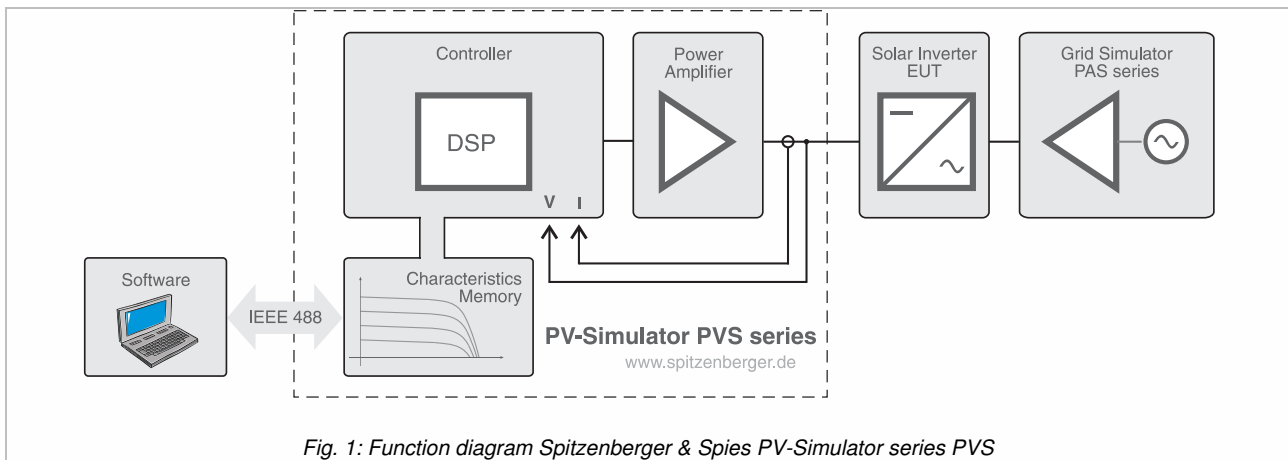 Controller
DSP
V I
Power
Amplifier
Solar Inverter
EUT
Grid Simulator
PAS series
Software
IEEE 488
Characteristics
Memory
PV-Simulator PVS series
www.spitzenberger.de
Fig. 1: Function diagram Spitzenberger & Spies PV-Simulator series PVS